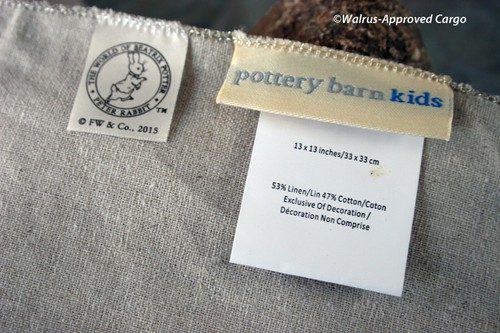 ©Walrus-Approved Cargo
THE WORLD OF BEATRIX POTTER
PETER RABBIT
™
© FW & Co., 2015
pottery barn kids
13 x 13 inches/33 x 33 cm
53% Linen/Lin 47% Cotton/Coton
Exclusive Of Decoration /
Décoration Non Comprise